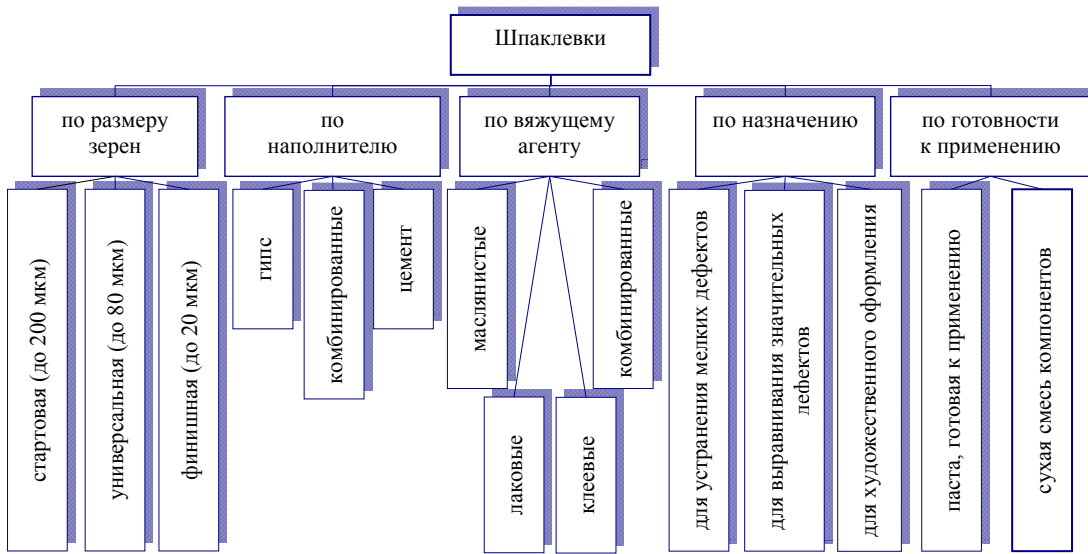 Шпаклевки
по размеру
зерен
по
наполнителю
по вяжущему
агенту
по назначению
по готовности
к применению
стартовая (до 200 мкм)
универсальная (до 80 мкм)
финишная (до 20 мкм)
гипс
комбинированные
цемент
маслянистые
лаковые
клеевые
комбинированные
для устранения мелких дефектов
для выравнивания значительных
дефектов
для художественного оформления
паста, готовая к применению
сухая смесь компонентов